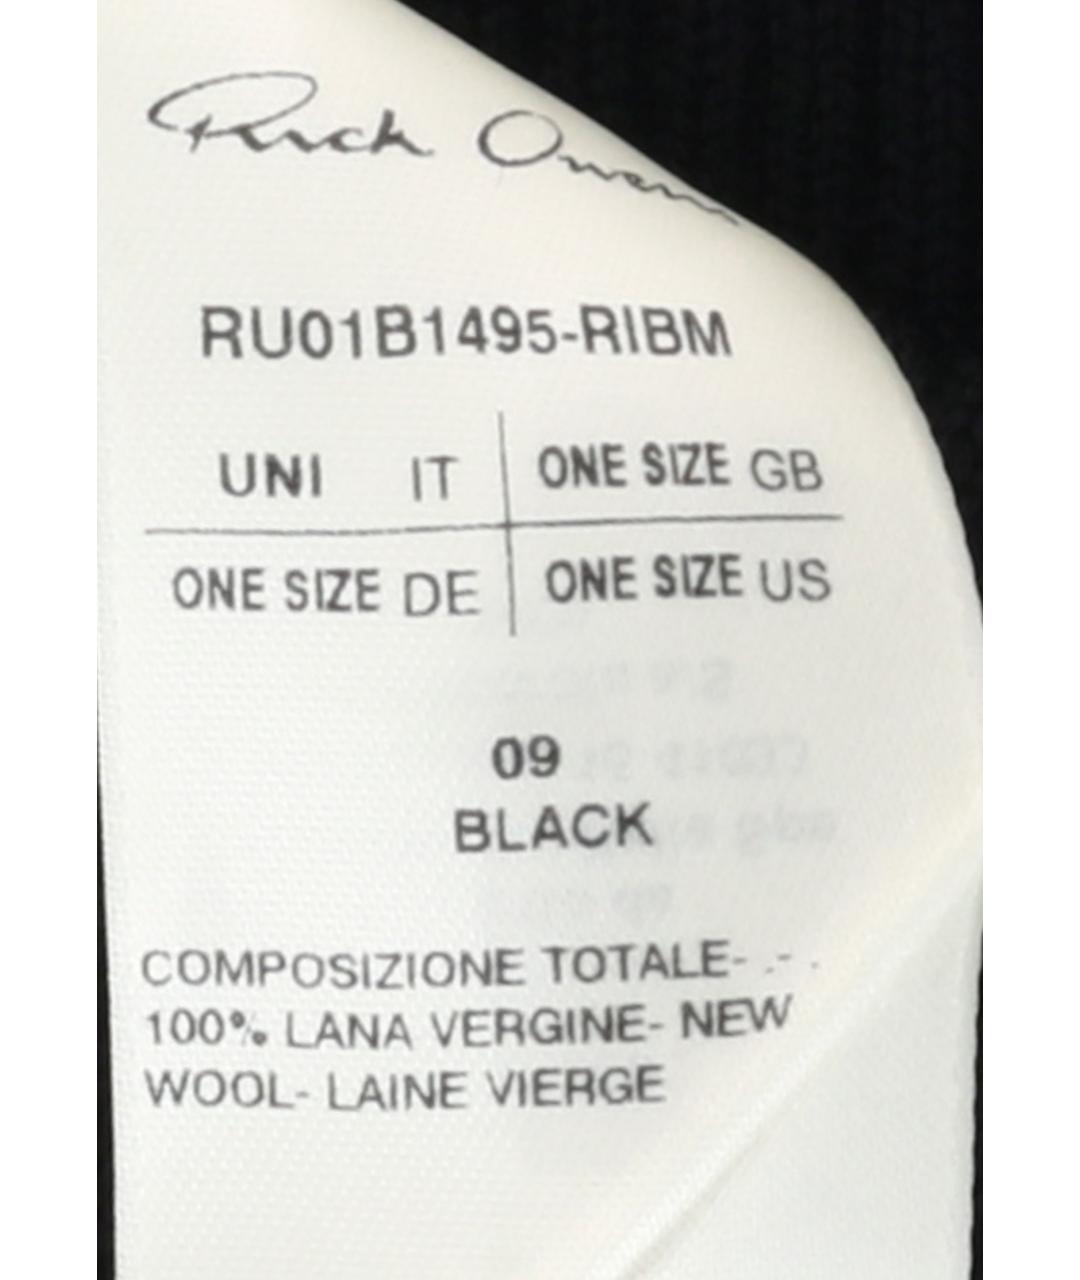 Rick Owens
RU01B1495-RIBM
UNI IT ONE SIZE GB
ONE SIZE DE ONE SIZE US
09
BLACK
COMPOSIZIONE TOTALE- .- .
100% LANA VERGINE- NEW
WOOL- LAINE VIERGE